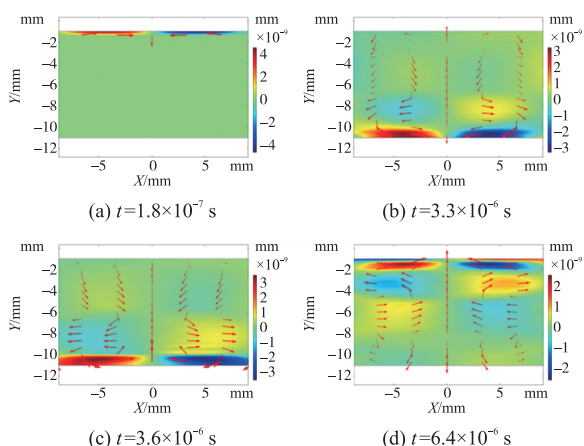 mm
mm
×10⁻⁹
4
2
0
−2
−4
−2
−4
−6
−8
−10
−12
Y/mm
−5 0 5 mm
X/mm
(a) t=1.8×10⁻⁷ s
mm
mm
×10⁻⁹
3
2
1
0
−1
−2
−3
−2
−4
−6
−8
−10
−12
Y/mm
−5 0 5 mm
X/mm
(b) t=3.3×10⁻⁶ s
mm
mm
×10⁻⁹
3
2
1
0
−1
−2
−3
−2
−4
−6
−8
−10
−12
Y/mm
−5 0 5 mm
X/mm
(c) t=3.6×10⁻⁶ s
mm
mm
×10⁻⁹
2
1
0
−1
−2
−2
−4
−6
−8
−10
−12
Y/mm
−5 0 5 mm
X/mm
(d) t=6.4×10⁻⁶ s